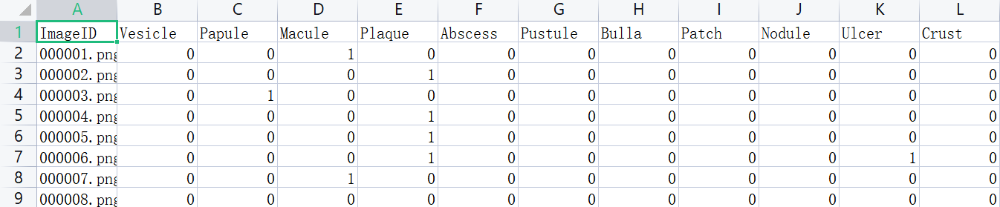 A B C D E F G H I J K L
1 ImageID Vesicle Papule Macule Plaque Abscess Pustule Bulla Patch Nodule Ulcer Crust
2 000001.png 0 0 1 0 0 0 0 0 0 0 0
3 000002.png 0 0 0 1 0 0 0 0 0 0 0
4 000003.png 0 1 0 0 0 0 0 0 0 0 0
5 000004.png 0 0 0 1 0 0 0 0 0 0 0
6 000005.png 0 0 0 1 0 0 0 0 0 0 0
7 000006.png 0 0 0 1 0 0 0 0 0 1 0
8 000007.png 0 0 1 0 0 0 0 0 0 0 0
9 000008.png 0 0 0 0 0 0 0 0 0 0 0